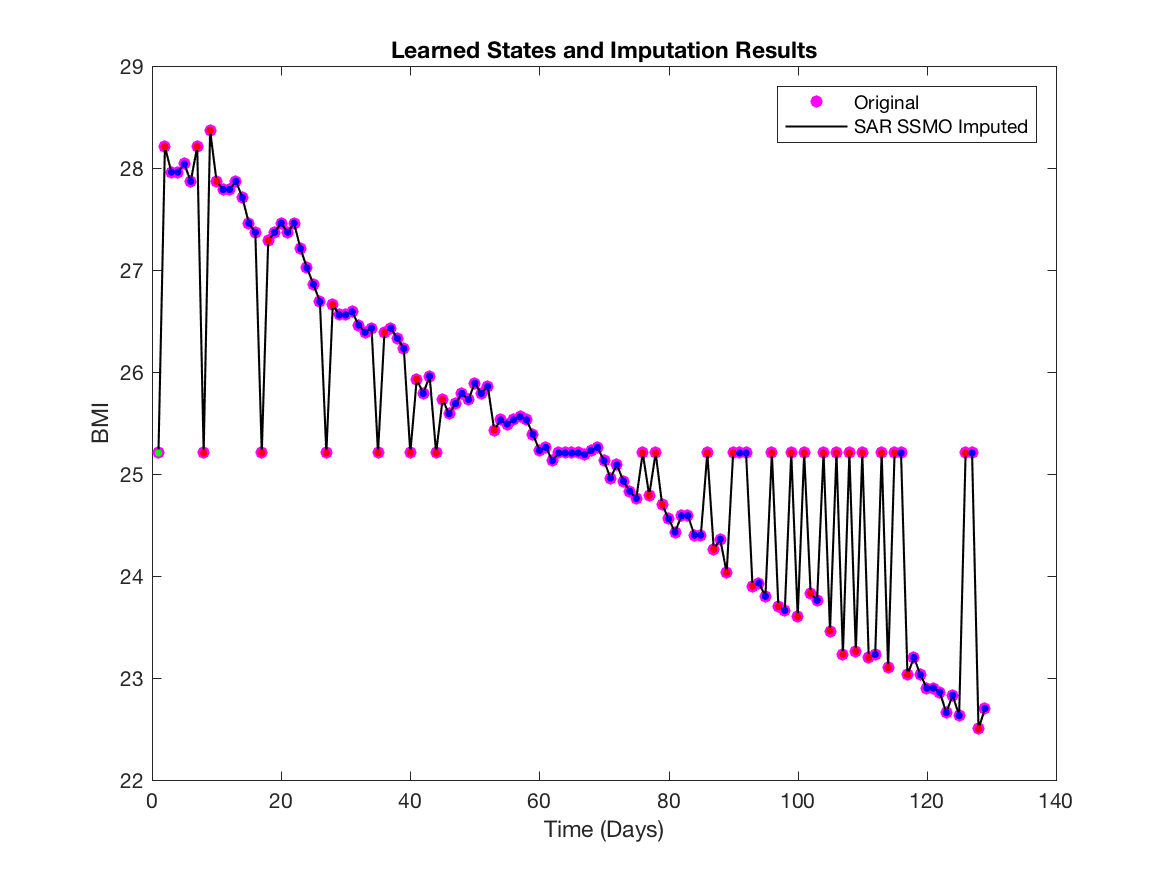 Learned States and Imputation Results
29
Original
SAR SSMO Imputed
28
27
26
BMI
25
24
23
22
0 20 40 60 80 100 120 140
Time (Days)